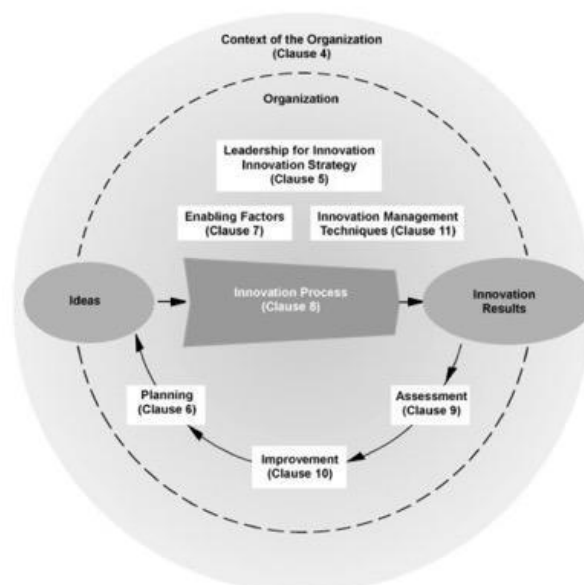 Context of the Organization
(Clause 4)
Organization
Leadership for Innovation
Innovation Strategy
(Clause 5)
Enabling Factors
(Clause 7)
Innovation Management
Techniques (Clause 11)
Ideas
Innovation Process
(Clause 8)
Innovation
Results
Planning
(Clause 6)
Assessment
(Clause 9)
Improvement
(Clause 10)